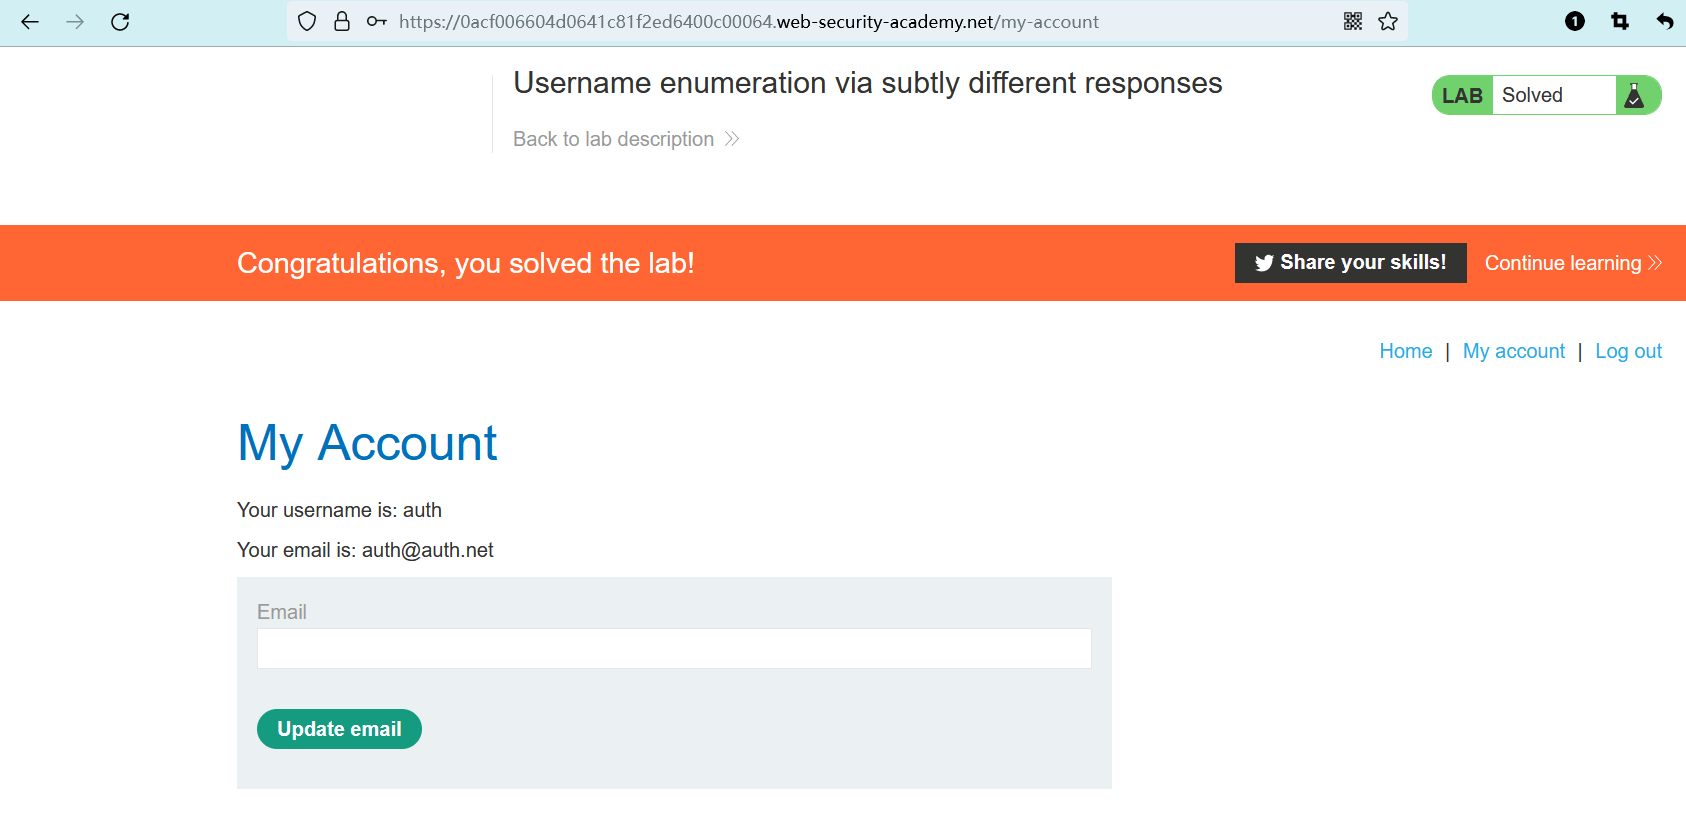 https://0acf006604d0641c81f2ed6400c00064.web-security-academy.net/my-account
1
Username enumeration via subtly different responses
LAB Solved
Back to lab description
Congratulations, you solved the lab!
Share your skills!
Continue learning
Home | My account | Log out
My Account
Your username is: auth
Your email is: auth@auth.net
Email
Update email